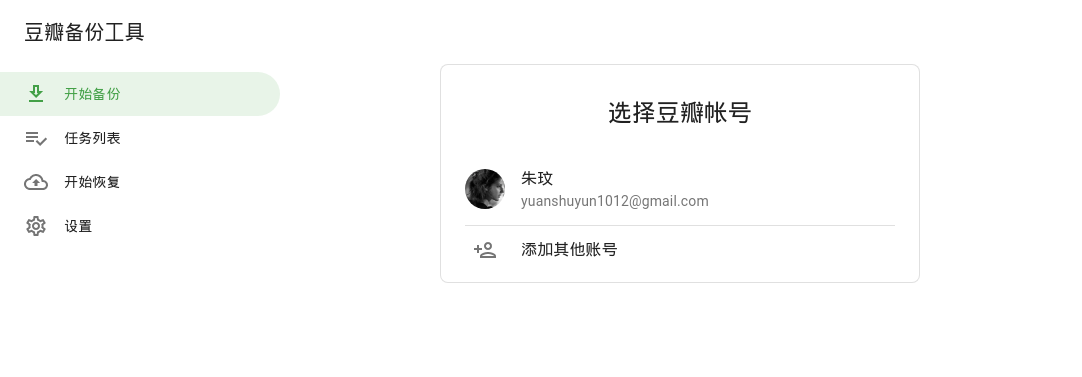 豆瓣备份工具
开始备份
任务列表
开始恢复
设置
选择豆瓣帐号
朱玟
yuanshuyun1012@gmail.com
添加其他账号